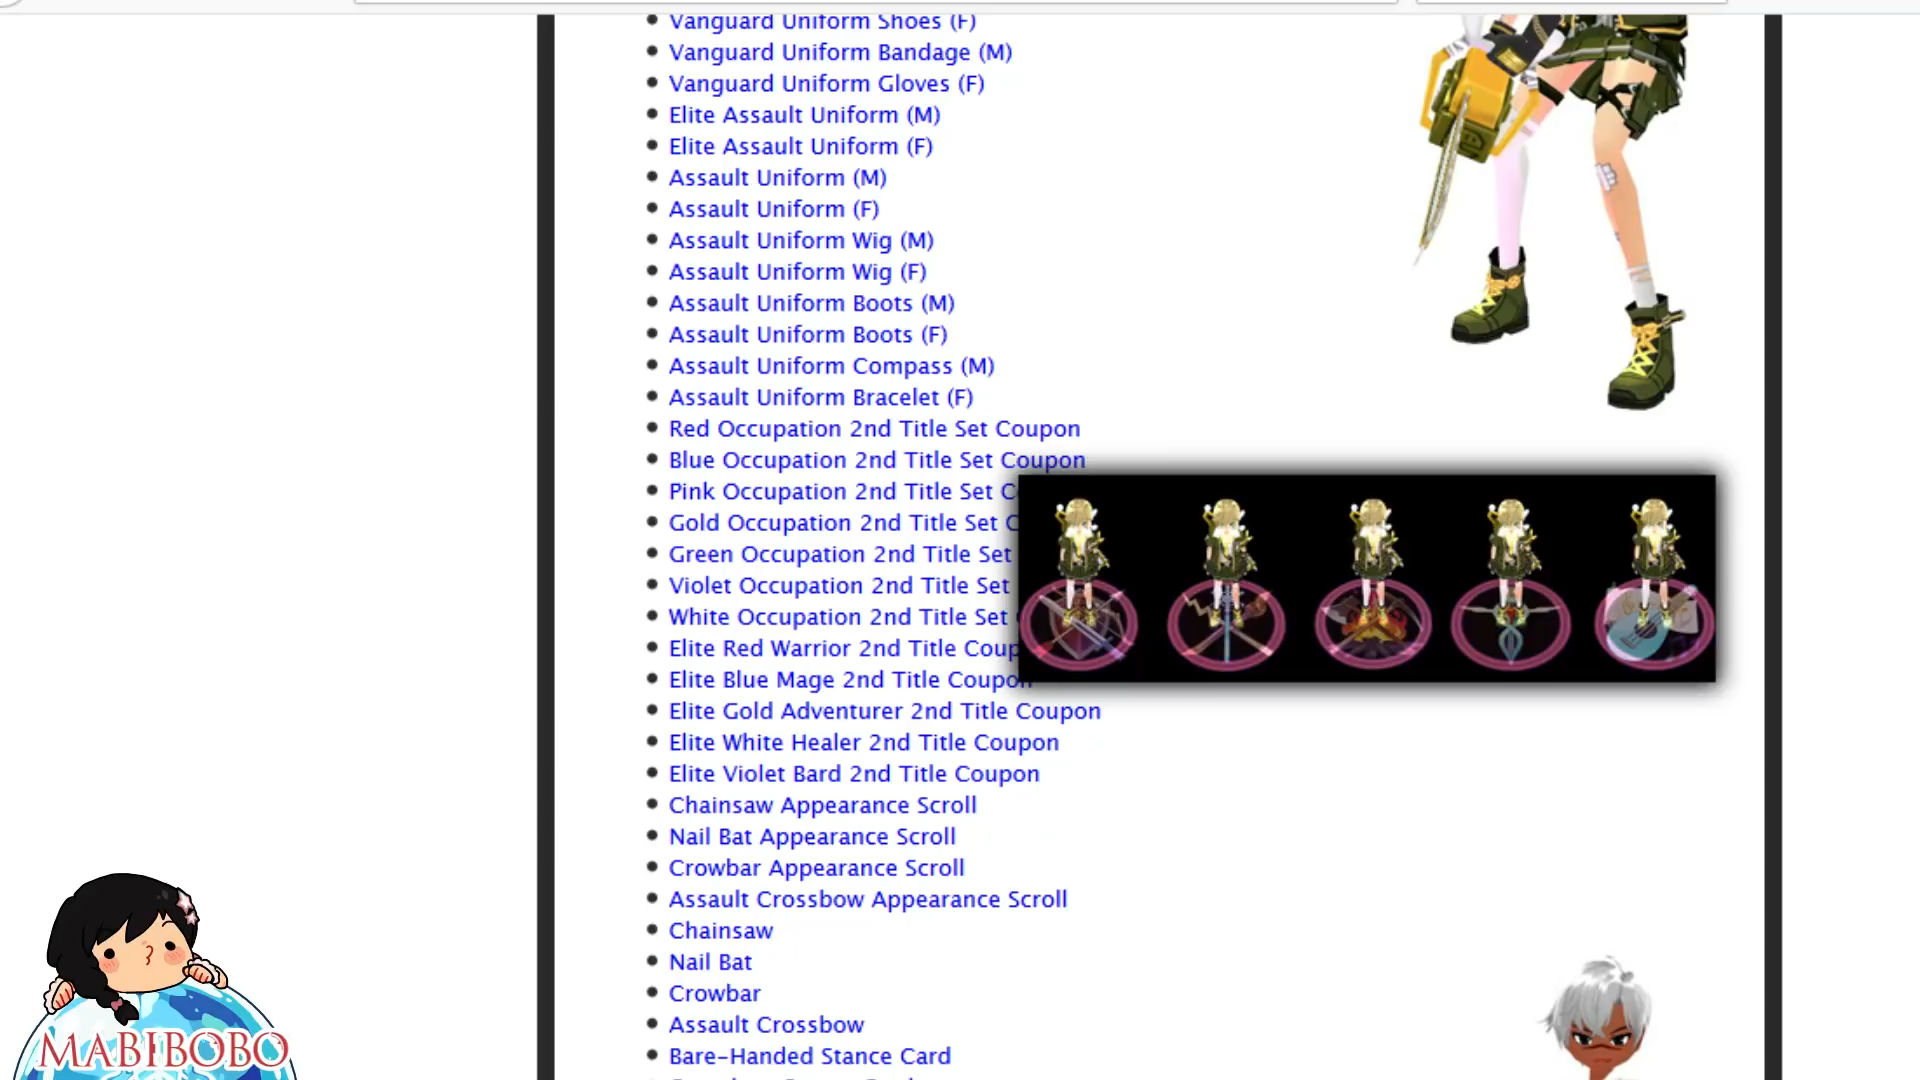 Vanguard Uniform Shoes (F)
Vanguard Uniform Bandage (M)
Vanguard Uniform Gloves (F)
Elite Assault Uniform (M)
Elite Assault Uniform (F)
Assault Uniform (M)
Assault Uniform (F)
Assault Uniform Wig (M)
Assault Uniform Wig (F)
Assault Uniform Boots (M)
Assault Uniform Boots (F)
Assault Uniform Compass (M)
Assault Uniform Bracelet (F)
Red Occupation 2nd Title Set Coupon
Blue Occupation 2nd Title Set Coupon
Pink Occupation 2nd Title Set
Gold Occupation 2nd Title Set
Green Occupation 2nd Title Set
Violet Occupation 2nd Title Set
White Occupation 2nd Title Set
Elite Red Warrior 2nd Title Coup
Elite Blue Mage 2nd Title Coupon
Elite Gold Adventurer 2nd Title Coupon
Elite White Healer 2nd Title Coupon
Elite Violet Bard 2nd Title Coupon
Chainsaw Appearance Scroll
Nail Bat Appearance Scroll
Crowbar Appearance Scroll
Assault Crossbow Appearance Scroll
Chainsaw
Nail Bat
Crowbar
Assault Crossbow
Bare-Handed Stance Card
MABIBOBO